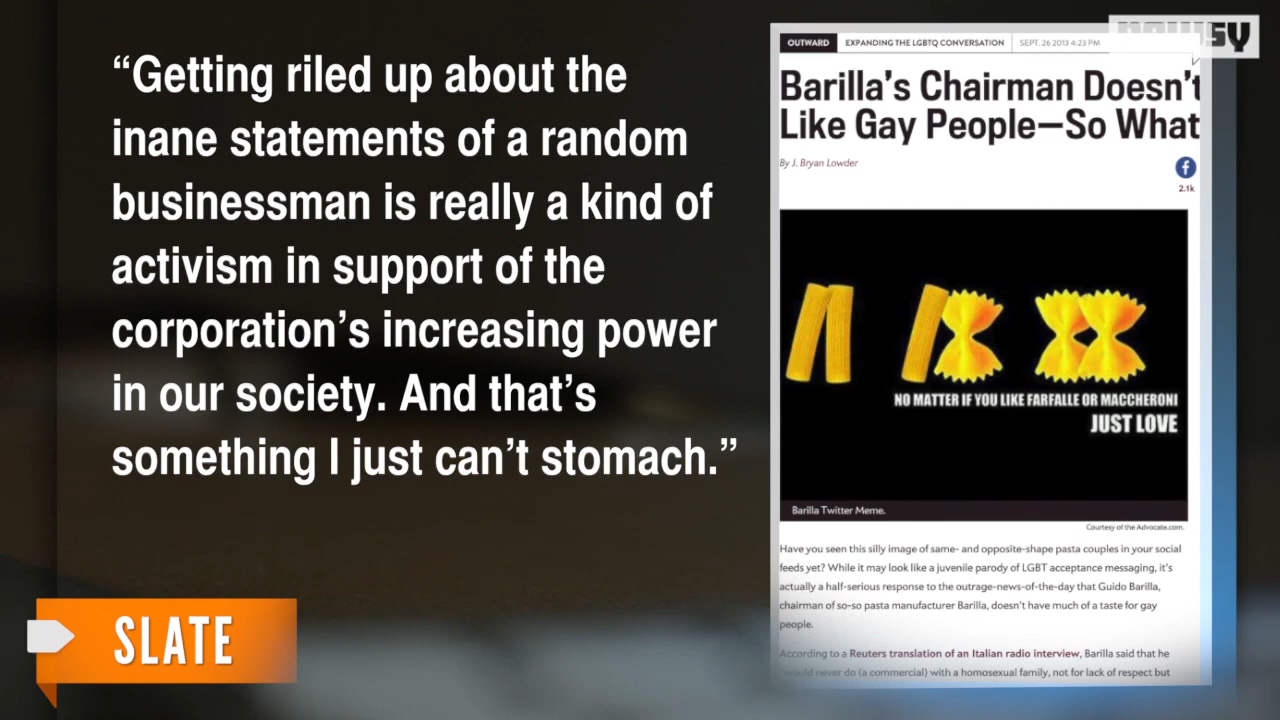 “Getting riled up about the
inane statements of a random
businessman is really a kind of
activism in support of the
corporation’s increasing power
in our society. And that’s
something I just can’t stomach.”
SLATE
newsy
OUTWARD EXPANDING THE LGBTQ CONVERSATION SEPT. 26 2013 4:23 PM
Barilla’s Chairman Doesn’t
Like Gay People—So What
By J. Bryan Lowder
f
2.1k
NO MATTER IF YOU LIKE FARFALLE OR MACCHERONI
JUST LOVE
Barilla Twitter Meme.
Courtesy of the Advocate.com.
Have you seen this silly image of same- and opposite-shape pasta couples in your social
feeds yet? While it may look like a juvenile parody of LGBT acceptance messaging, it’s
actually a half-serious response to the outrage-news-of-the-day that Guido Barilla,
chairman of so-so pasta manufacturer Barilla, doesn’t have much of a taste for gay
people.
According to a Reuters translation of an Italian radio interview, Barilla said that he
“would never do (a commercial) with a homosexual family, not for lack of respect but